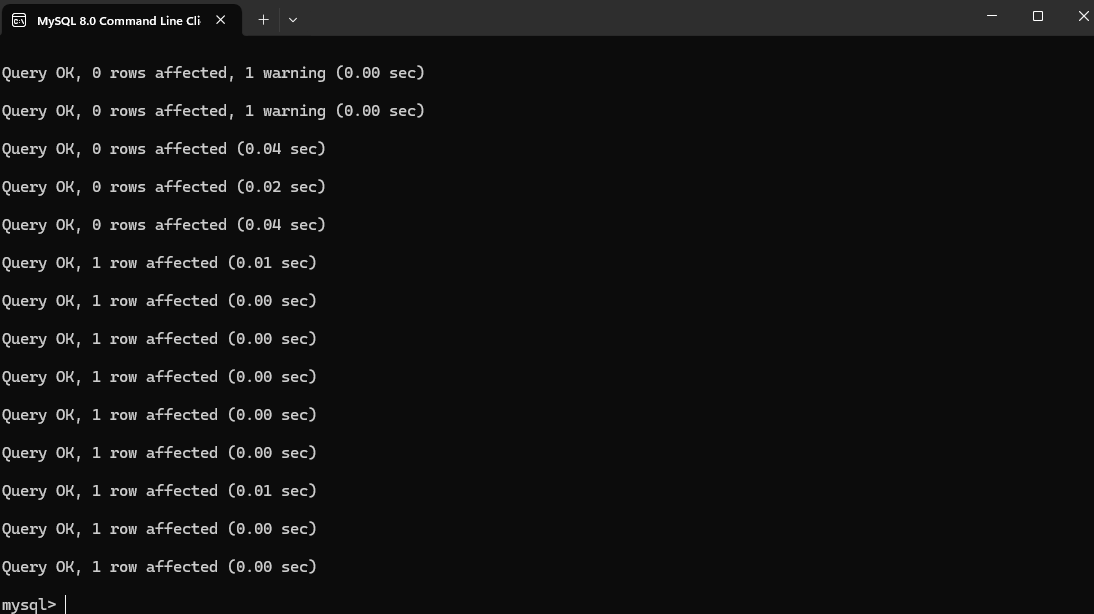 MySQL 8.0 Command Line Cli
Query OK, 0 rows affected, 1 warning (0.00 sec)
Query OK, 0 rows affected, 1 warning (0.00 sec)
Query OK, 0 rows affected (0.04 sec)
Query OK, 0 rows affected (0.02 sec)
Query OK, 0 rows affected (0.04 sec)
Query OK, 1 row affected (0.01 sec)
Query OK, 1 row affected (0.00 sec)
Query OK, 1 row affected (0.00 sec)
Query OK, 1 row affected (0.00 sec)
Query OK, 1 row affected (0.00 sec)
Query OK, 1 row affected (0.00 sec)
Query OK, 1 row affected (0.01 sec)
Query OK, 1 row affected (0.00 sec)
Query OK, 1 row affected (0.00 sec)
mysql>